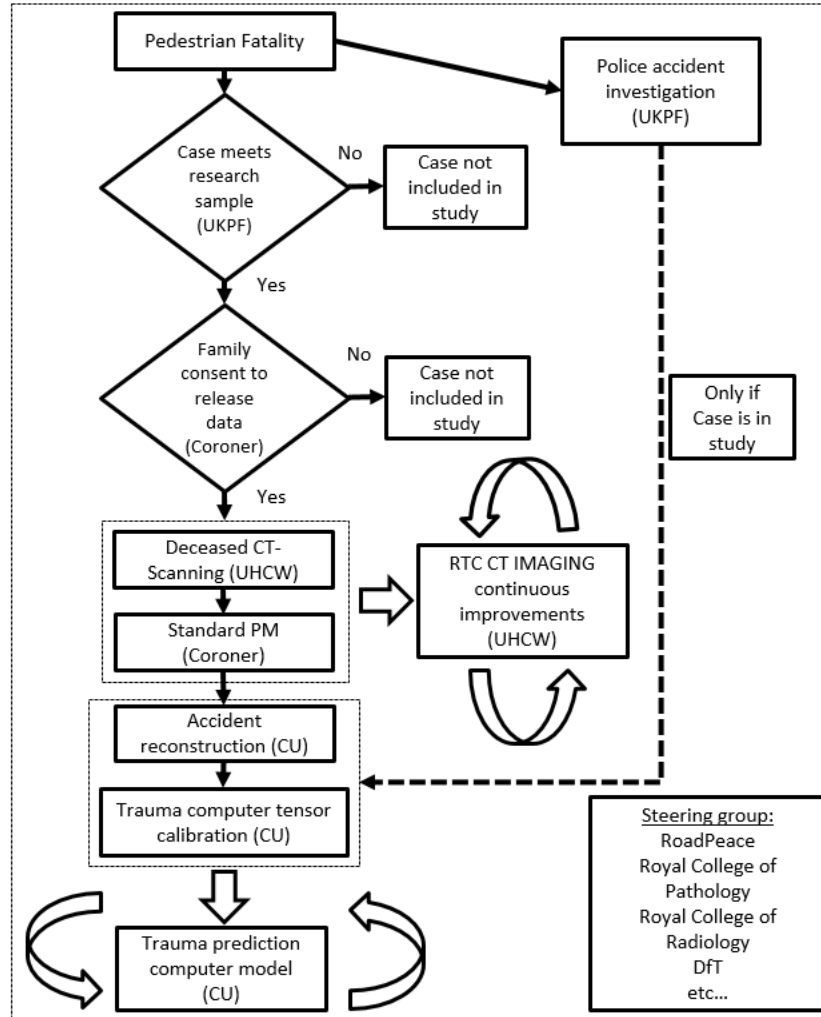 Pedestrian Fatality
Police accident
investigation
(UKPF)
Case meets
research
sample
(UKPF)
No
Case not
included in
study
Yes
Family
consent to
release
data
(Coroner)
No
Case not
included in
study
Only if
Case is in
study
Yes
Deceased CT-
Scanning (UHCW)
Standard PM
(Coroner)
RTC CT IMAGING
continuous
improvements
(UHCW)
Accident
reconstruction (CU)
Trauma computer tensor
calibration (CU)
Trauma prediction
computer model
(CU)
Steering group:
RoadPeace
Royal College of
Pathology
Royal College of
Radiology
DfT
etc...